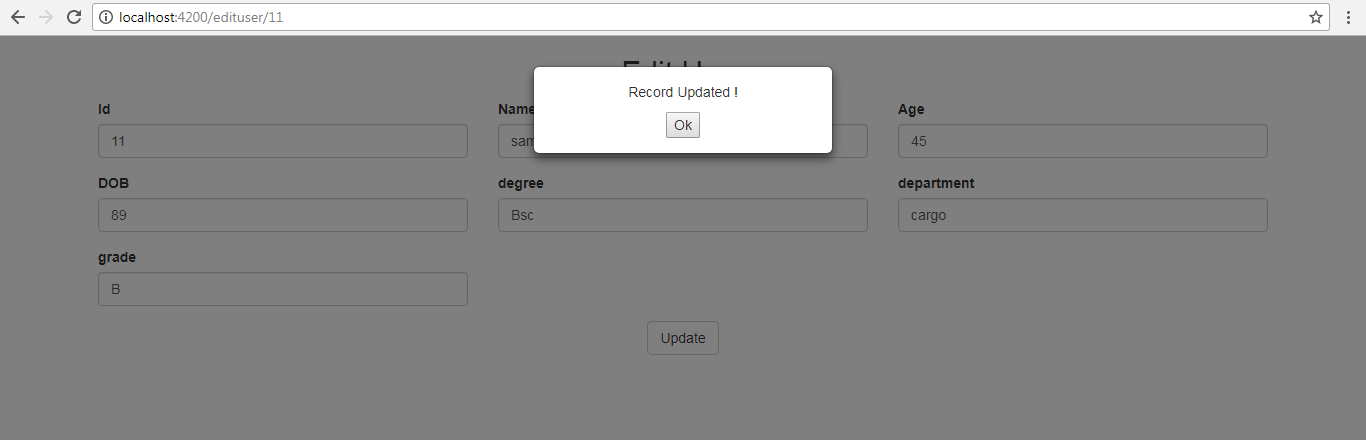 localhost:4200/edituser/11
Record Updated !
Ok
Id
Name
Age
11
45
DOB
degree
department
89
Bsc
cargo
grade
B
Update